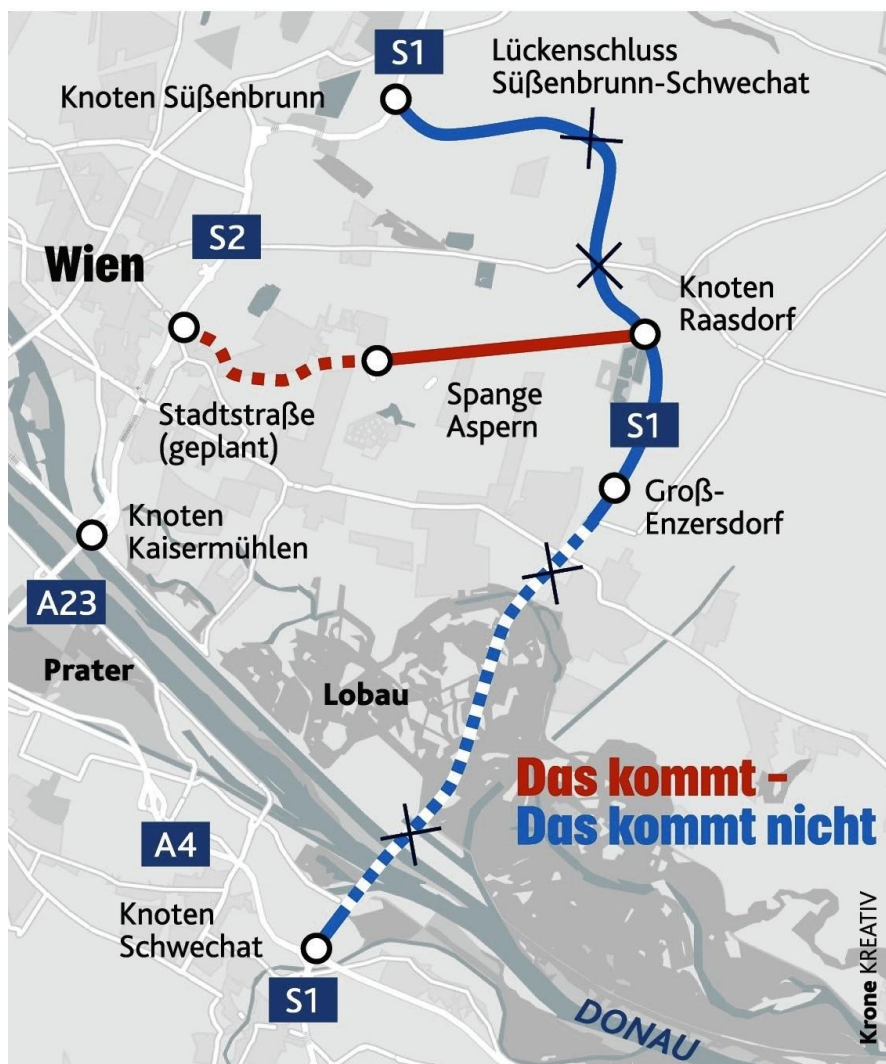 S1
Lückenschluss
Süßenbrunn-Schwechat
Knoten Süßenbrunn
S2
Wien
Knoten
Raasdorf
Stadtstraße
(geplant)
Spange
Aspern
S1
Groß-
Enzersdorf
Knoten
Kaisermühlen
A23
Prater
Lobau
Das kommt –
Das kommt nicht
A4
Knoten
Schwechat
S1
DONAU
Krone KREATIV